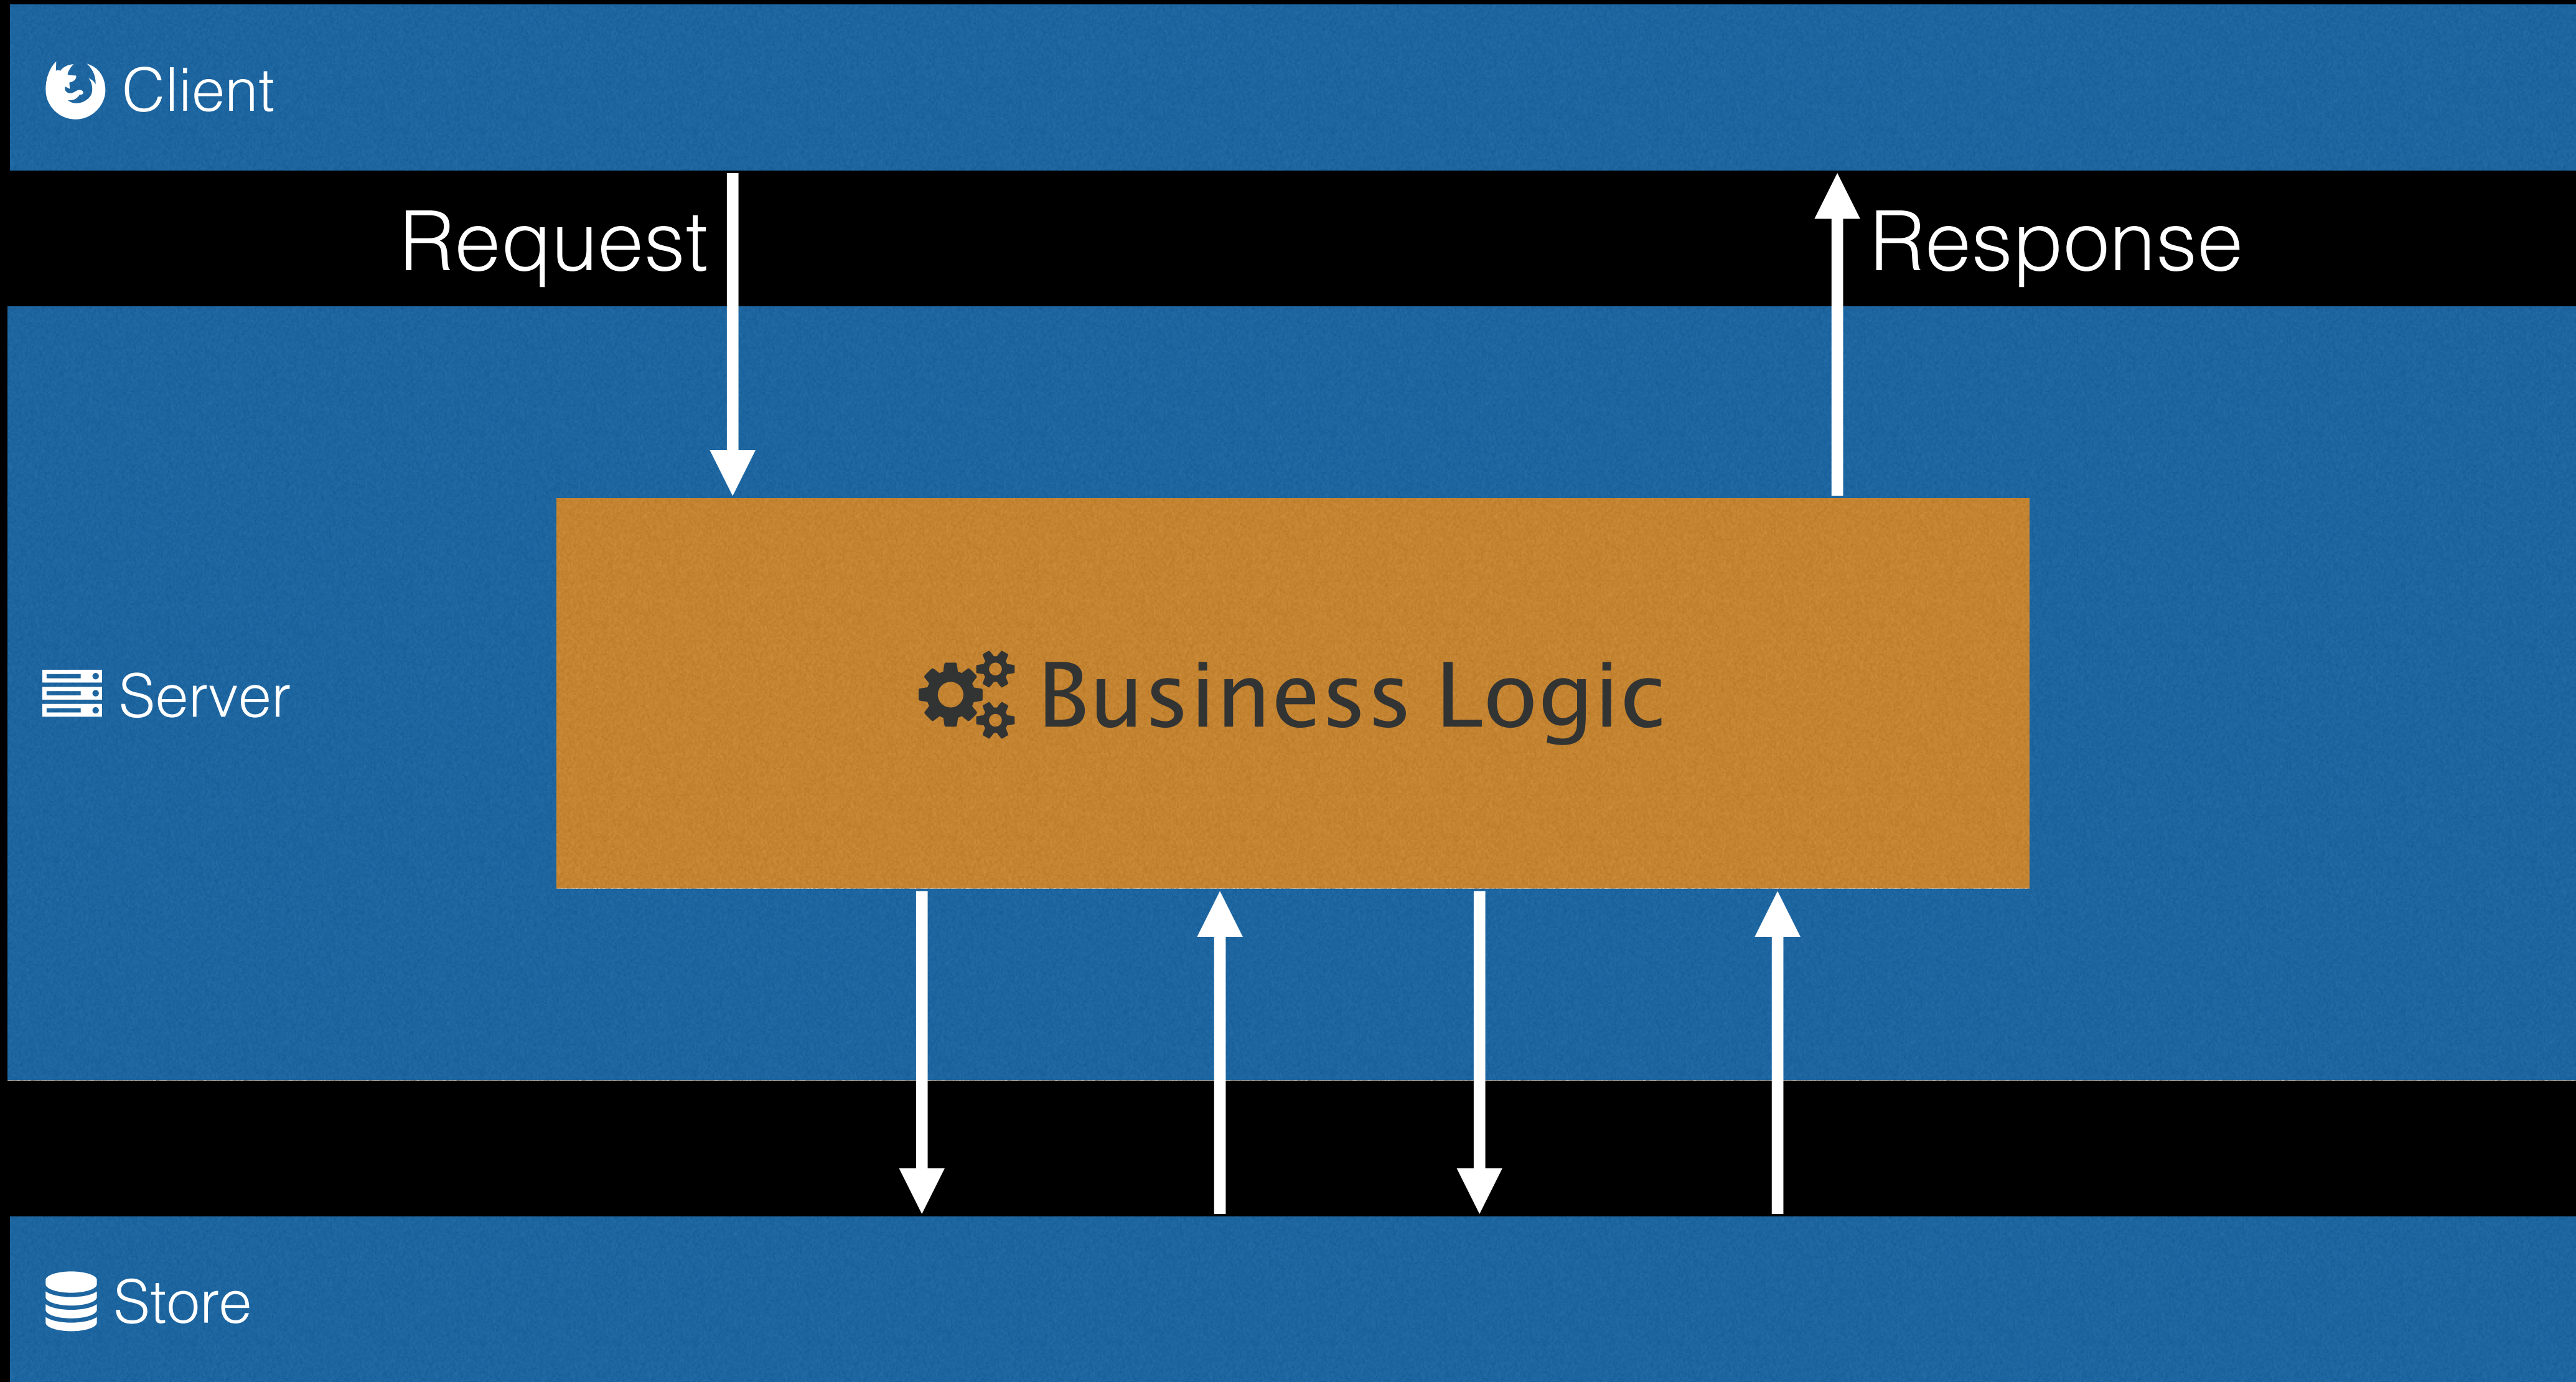 Client
Request
Response
Server
Business Logic
Store